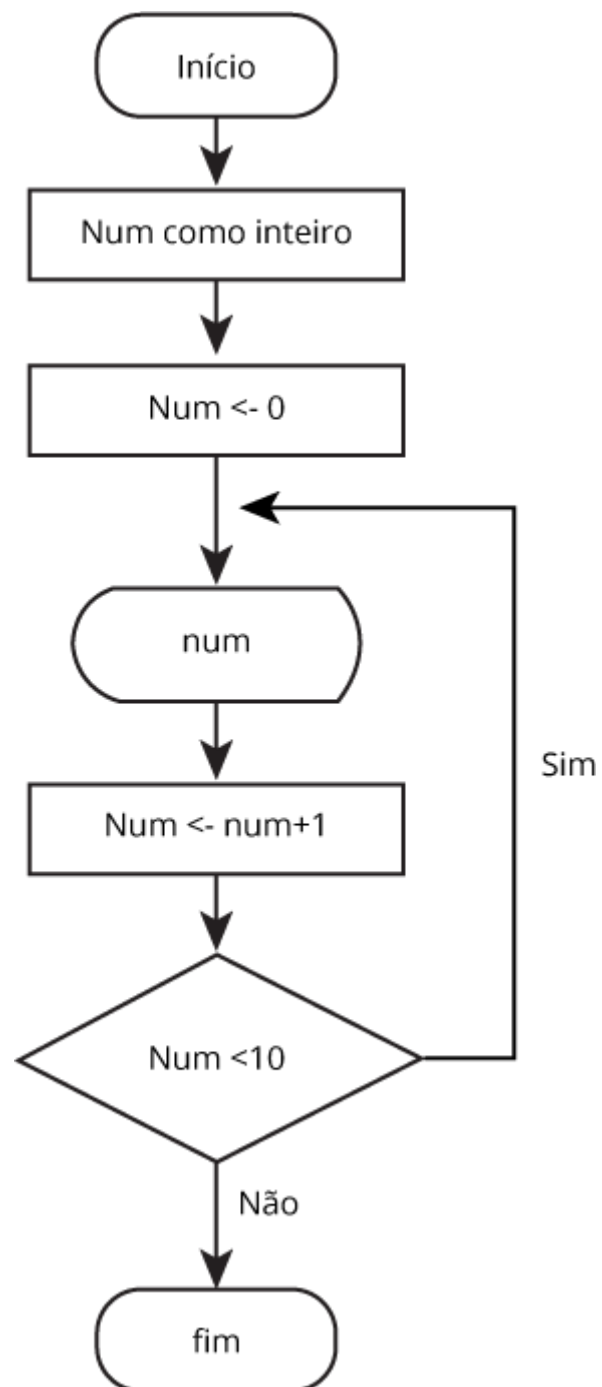 Início
Num como inteiro
Num <- 0
num
Sim
Num <- num+1
Num <10
Não
fim